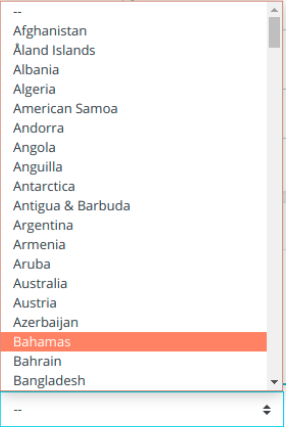 --
Afghanistan
Åland Islands
Albania
Algeria
American Samoa
Andorra
Angola
Anguilla
Antarctica
Antigua & Barbuda
Argentina
Armenia
Aruba
Australia
Austria
Azerbaijan
Bahamas
Bahrain
Bangladesh
--